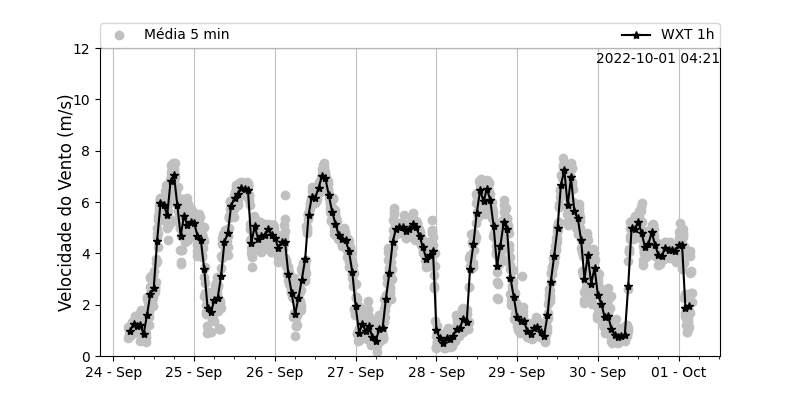 Média 5 min
WXT 1h
2022-10-01 04:21
Velocidade do Vento (m/s)
12
10
8
6
4
2
0
24 - Sep 25 - Sep 26 - Sep 27 - Sep 28 - Sep 29 - Sep 30 - Sep 01 - Oct